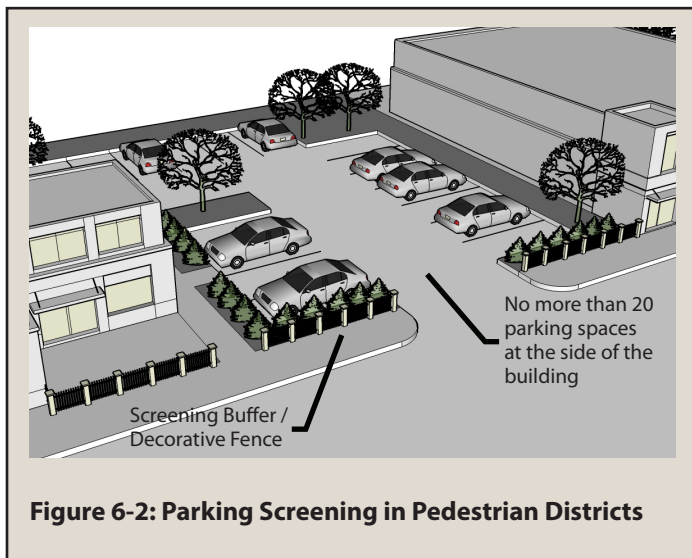 No more than 20
parking spaces
at the side of the
building
Screening Buffer /
Decorative Fence
Figure 6-2: Parking Screening in Pedestrian Districts